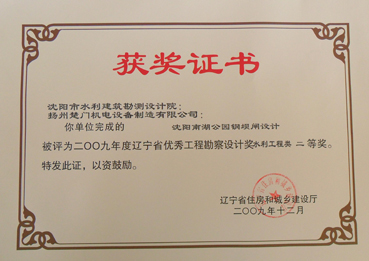 获奖证书
沈阳市水利建筑勘测设计院：
扬州楚门机电设备制造有限公司：
你单位完成的 沈阳南湖公园钢坝闸设计
被评为二〇〇九年度辽宁省优秀工程勘察设计奖水利工程类 二 等奖。
特发此证，以资鼓励。
辽宁省住房和城乡建设厅
二〇〇九年十二月